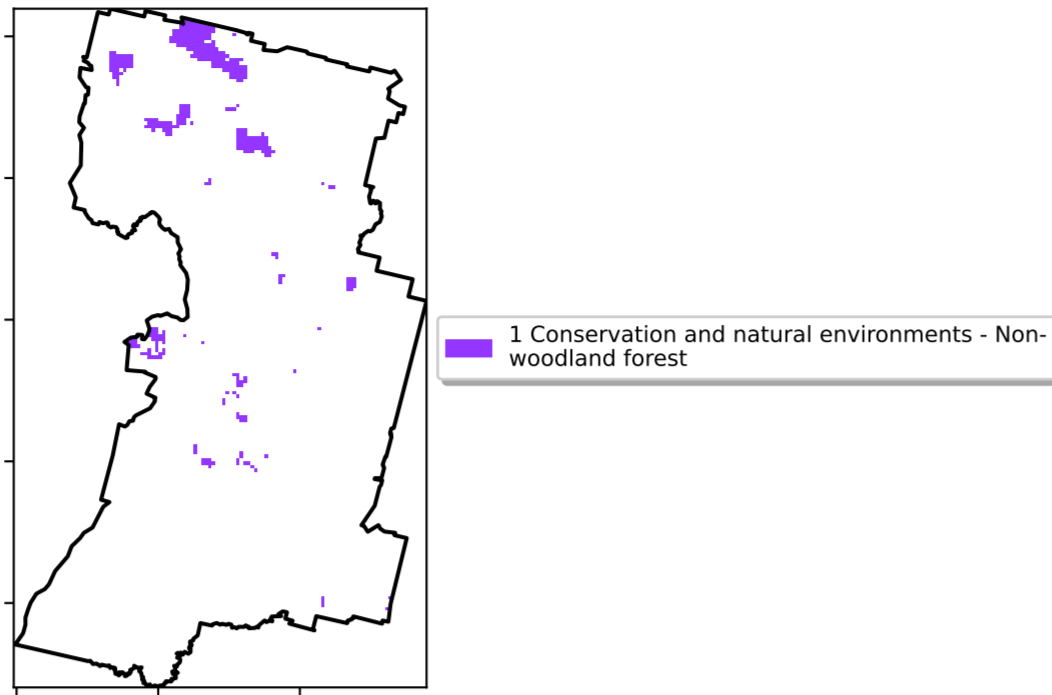 1 Conservation and natural environments - Non-
woodland forest